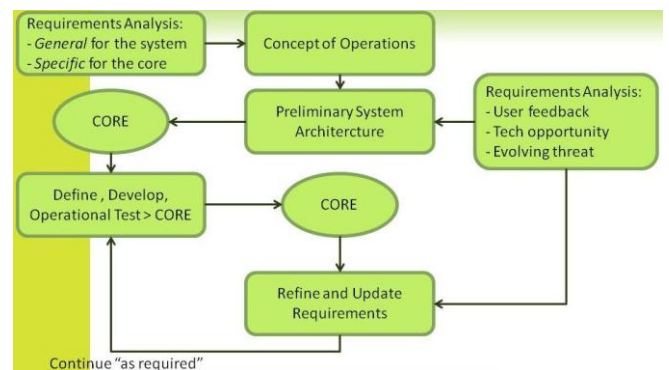 Requirements Analysis:
- General for the system
- Specific for the core
Concept of Operations
Preliminary System
Architercture
Requirements Analysis:
- User feedback
- Tech opportunity
- Evolving threat
CORE
Define , Develop,
Operational Test > CORE
CORE
Refine and Update
Requirements
Continue "as required"